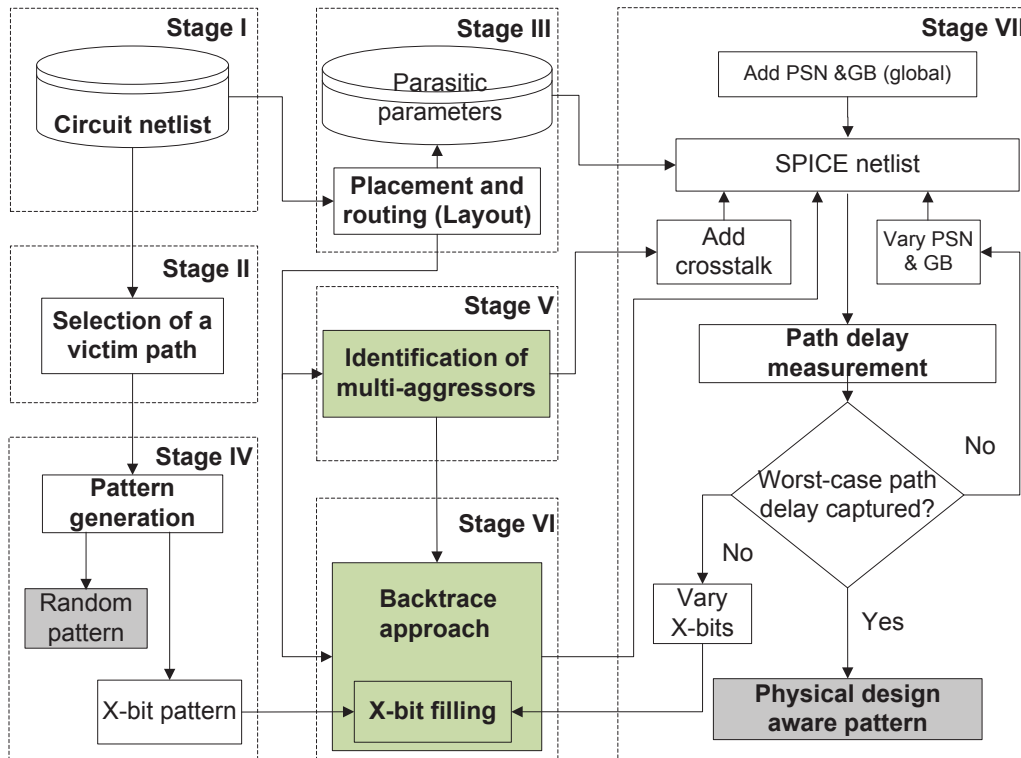 Stage I
Circuit netlist
Stage II
Selection of a
victim path
Stage IV
Pattern
generation
Random
pattern
X-bit pattern
Stage III
Parasitic
parameters
Placement and
routing (Layout)
Stage V
Identification of
multi-aggressors
Stage VI
Backtrace
approach
X-bit filling
Stage VII
Add PSN &GB (global)
SPICE netlist
Add
crosstalk
Vary PSN
& GB
Path delay
measurement
Worst-case path
delay captured?
No
No
Vary
X-bits
Yes
Physical design
aware pattern